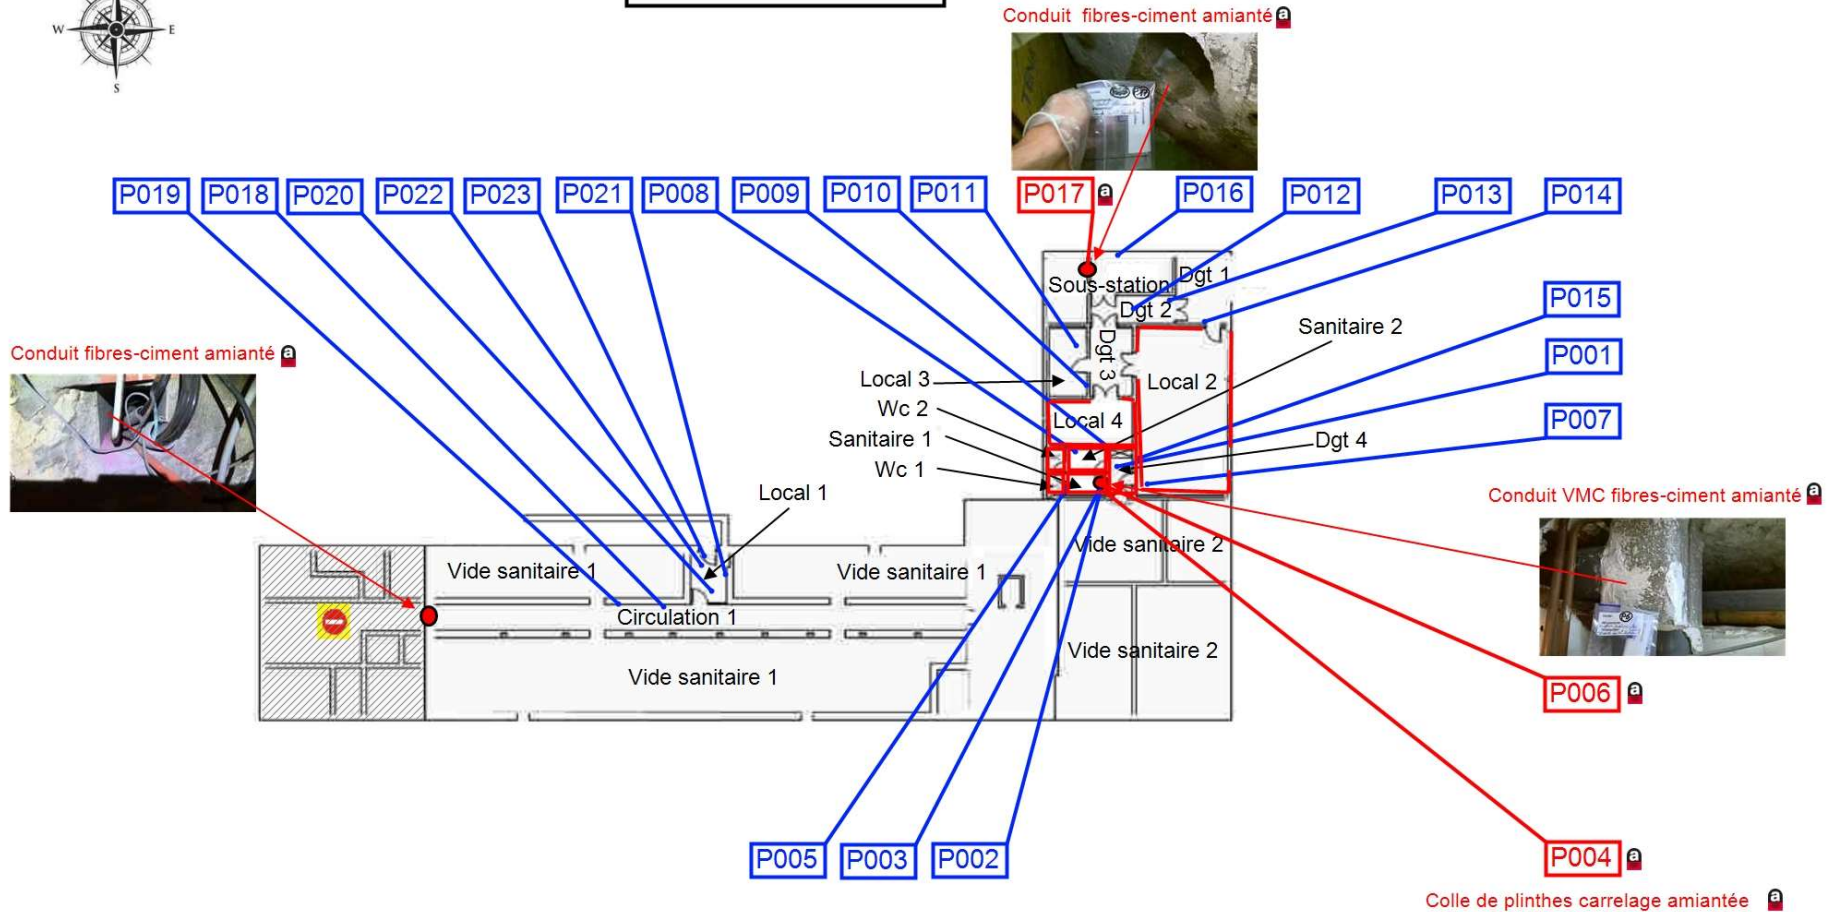 Conduit fibres-ciment amianté a
W E
S
P019 P018 P020 P022 P023 P021 P008 P009 P010 P011 P017 a P016 P012 P013 P014
Dgt 1
Sous-station
Dgt 2
P015
Sanitaire 2
Dgt 3
Conduit fibres-ciment amianté a
P001
Local 3
Local 2
Wc 2
Local 4
P007
Sanitaire 1
Dgt 4
Wc 1
Local 1
Conduit VMC fibres-ciment amianté a
Vide sanitaire 2
Vide sanitaire 1
Vide sanitaire 1
Circulation 1
Vide sanitaire 2
Vide sanitaire 1
P006 a
P005 P003 P002 P004 a
Colle de plinthes carrelage amiantée a